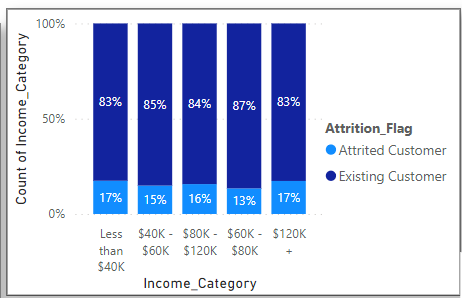 Count of Income_Category
100%
50%
0%
83%
85%
84%
87%
83%
17%
15%
16%
13%
17%
Less than $40K
$40K - $60K
$80K - $120K
$60K - $80K
$120K +
Income_Category
Attrition_Flag
Attrited Customer
Existing Customer